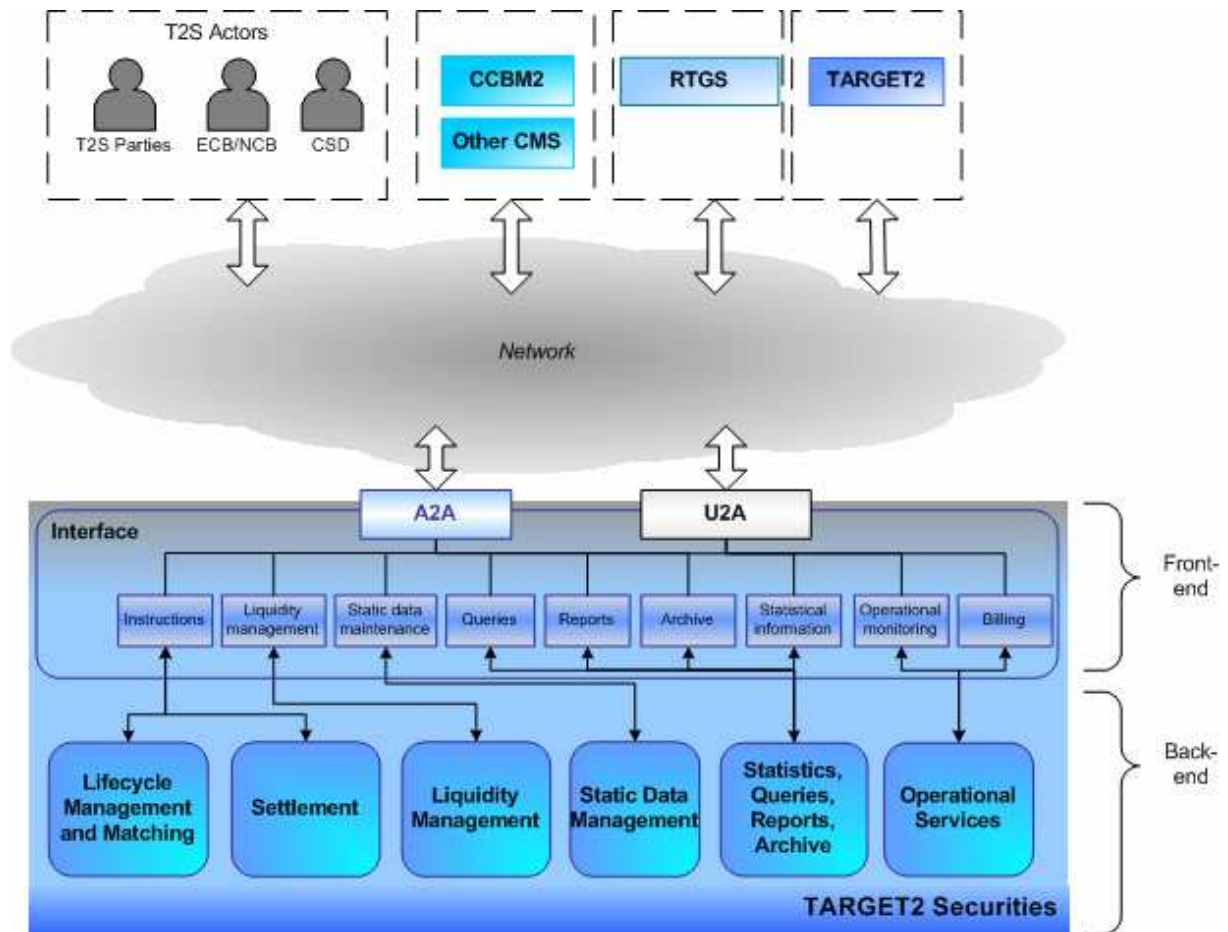 T2S Actors
T2S Parties
ECB/NCB
CSD
CCBM2
Other CMS
RTGS
TARGET2
Network
A2A
U2A
Interface
Front-
end
Instructions
Liquidity
management
Static data
maintenance
Queries
Reports
Archive
Statistical
information
Operational
monitoring
Billing
Back-
end
Lifecycle
Management
and Matching
Settlement
Liquidity
Management
Static Data
Management
Statistics,
Queries,
Reports,
Archive
Operational
Services
TARGET2 Securities